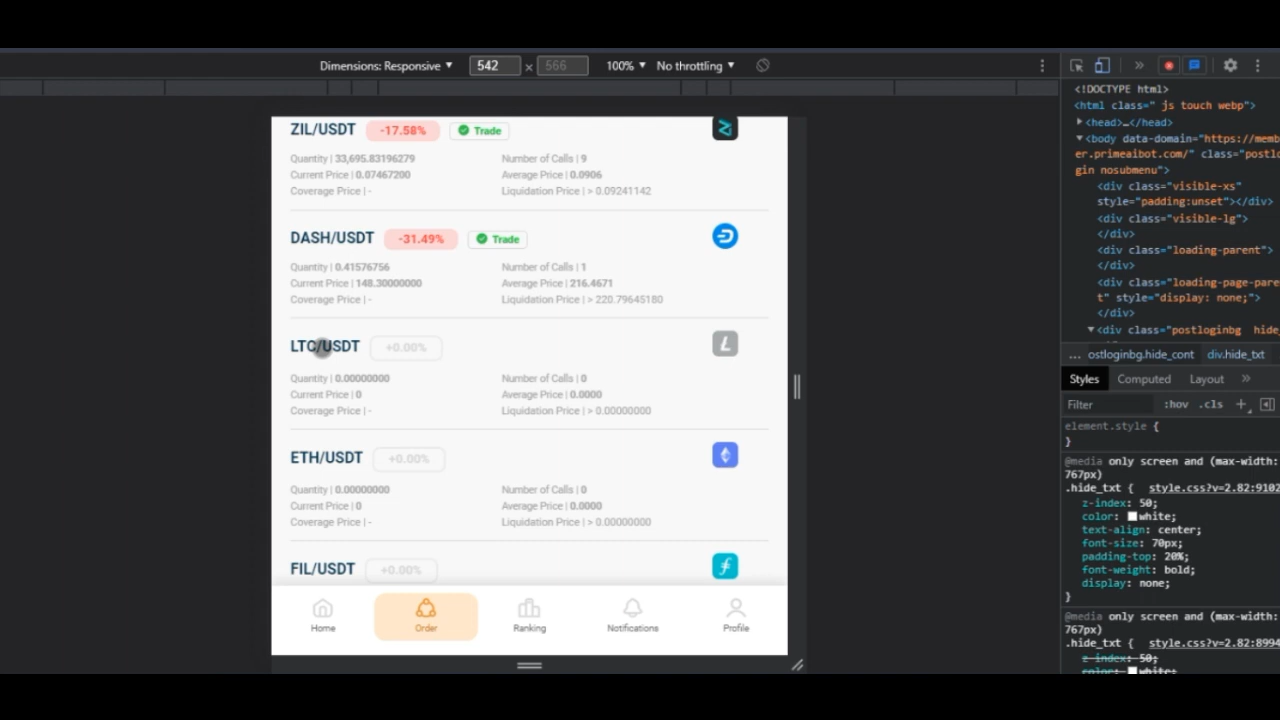 Dimensions: Responsive ▼ 542 × 566 100% ▼ No throttling ▼
ZIL/USDT -17.58% Trade
Quantity | 33,695.83196279 Number of Calls | 9
Current Price | 0.07467200 Average Price | 0.0906
Coverage Price | - Liquidation Price | > 0.09241142
DASH/USDT -31.49% Trade
Quantity | 0.41576756 Number of Calls | 1
Current Price | 148.30000000 Average Price | 216.4671
Coverage Price | - Liquidation Price | > 220.79645180
LTC/USDT +0.00%
Quantity | 0.00000000 Number of Calls | 0
Current Price | 0 Average Price | 0.0000
Coverage Price | - Liquidation Price | > 0.00000000
ETH/USDT +0.00%
Quantity | 0.00000000 Number of Calls | 0
Current Price | 0 Average Price | 0.0000
Coverage Price | - Liquidation Price | > 0.00000000
FIL/USDT +0.00%
Home Order Ranking Notifications Profile
<!DOCTYPE html>
<html class=" js touch webp">
<head>…</head>
<body data-domain="https://memb
er.primeaibot.com/" class="postlo
gin nosubmenu">
<div class="visible-xs"
style="padding:unset"></div>
<div class="visible-lg">
</div>
<div class="loading-parent">
</div>
<div class="loading-page-pare
t" style="display: none;">
</div>
<div class="postloginbg hide_
... ostloginbg.hide_cont div.hide_txt
Styles Computed Layout »
Filter :hov .cls +
element.style {
}
@media only screen and (max-width:
767px)
.hide_txt { style.css?v=2.82:9102
z-index: 50;
color: white;
text-align: center;
font-size: 70px;
padding-top: 20%;
font-weight: bold;
display: none;
}
@media only screen and (max-width:
767px)
.hide_txt { style.css?v=2.82:8994
z-index: 50;
color: white;